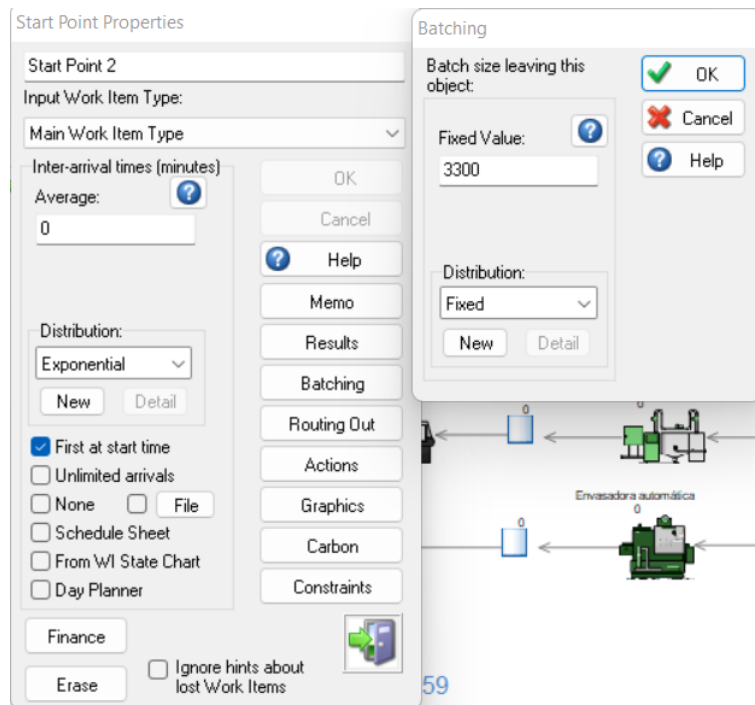 Start Point Properties
Start Point 2
Input Work Item Type:
Main Work Item Type
Inter-arrival times (minutes)
Average:
0
Distribution:
Exponential
New
Detail
First at start time
Unlimited arrivals
None
File
Schedule Sheet
From WI State Chart
Day Planner
OK
Cancel
Help
Memo
Results
Batching
Routing Out
Actions
Graphics
Carbon
Constraints
Finance
Erase
Ignore hints about
lost Work Items
Batching
Batch size leaving this
object:
Fixed Value:
3300
Distribution:
Fixed
New
Detail
OK
Cancel
Help
0
0
Envasadora automática
0
0
59